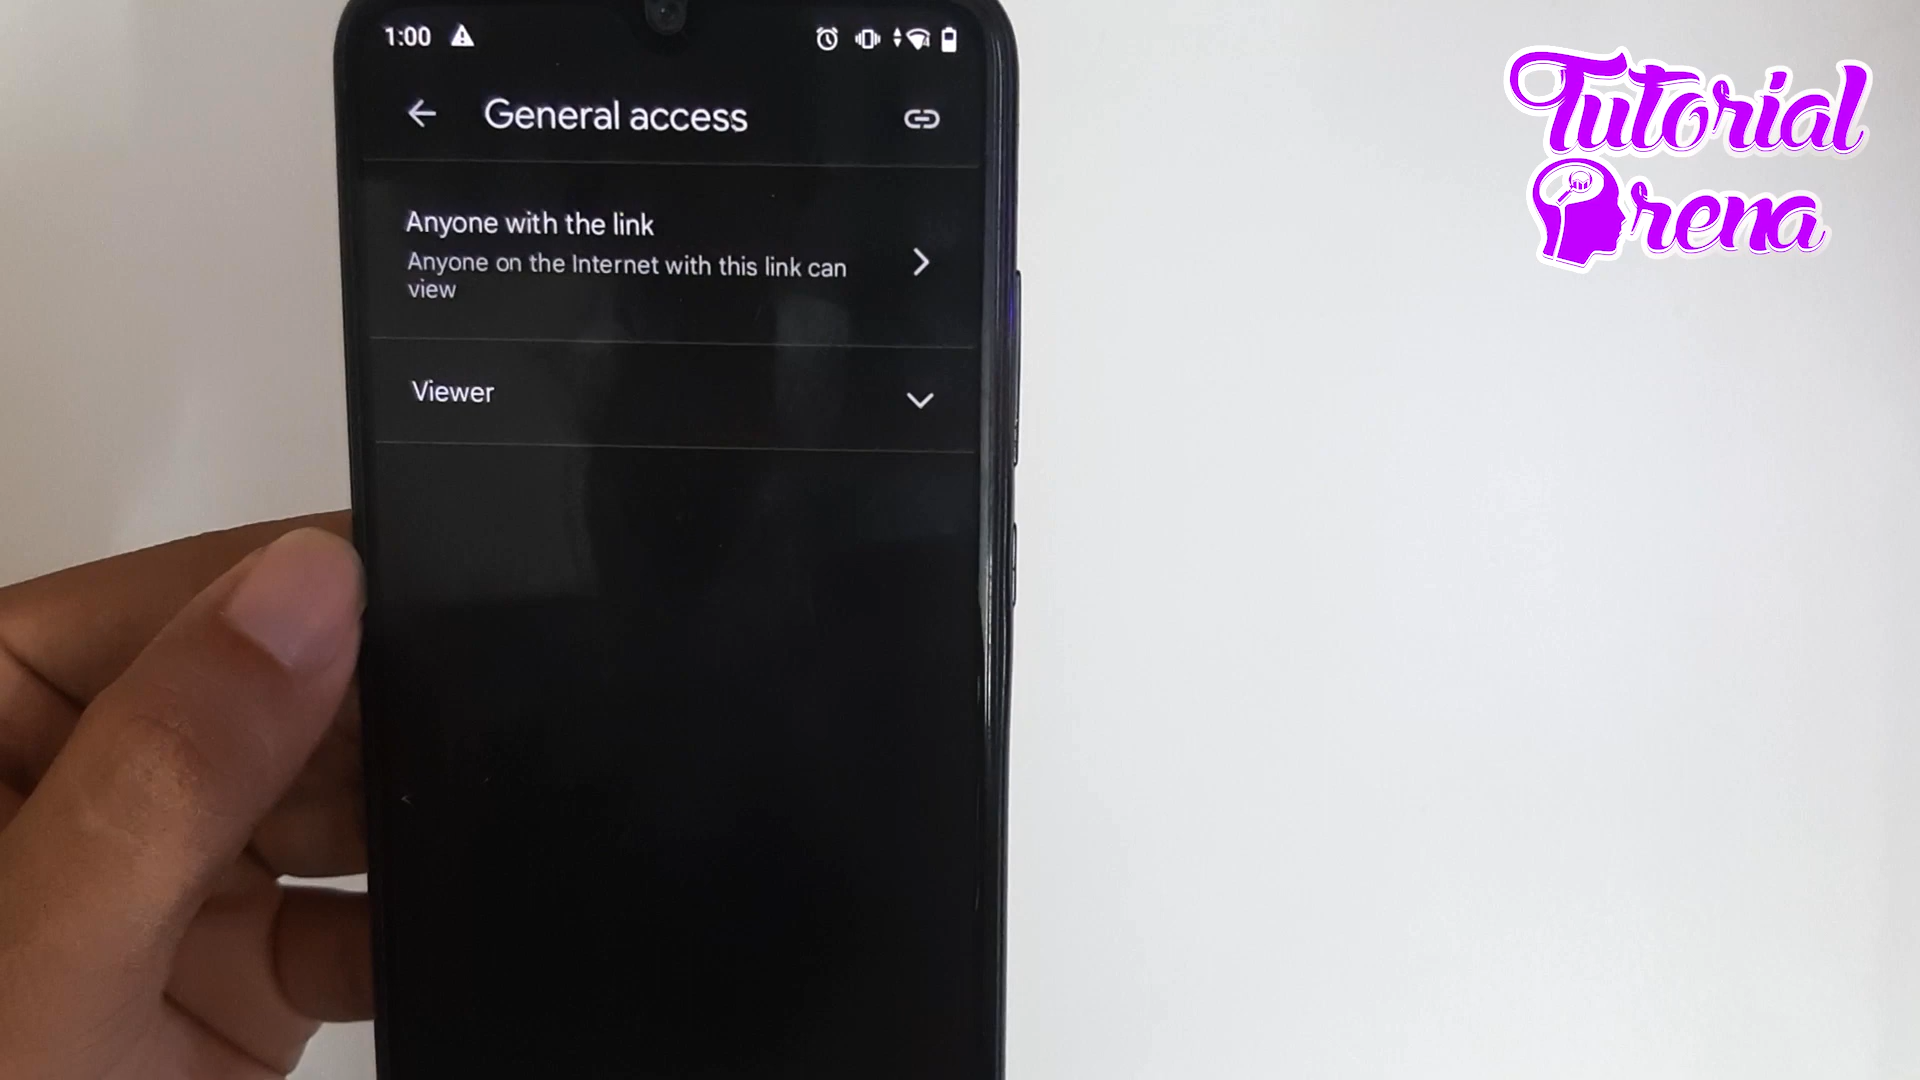 1:00
General access
Anyone with the link
Anyone on the Internet with this link can
view
Viewer
Tutorial
Arena